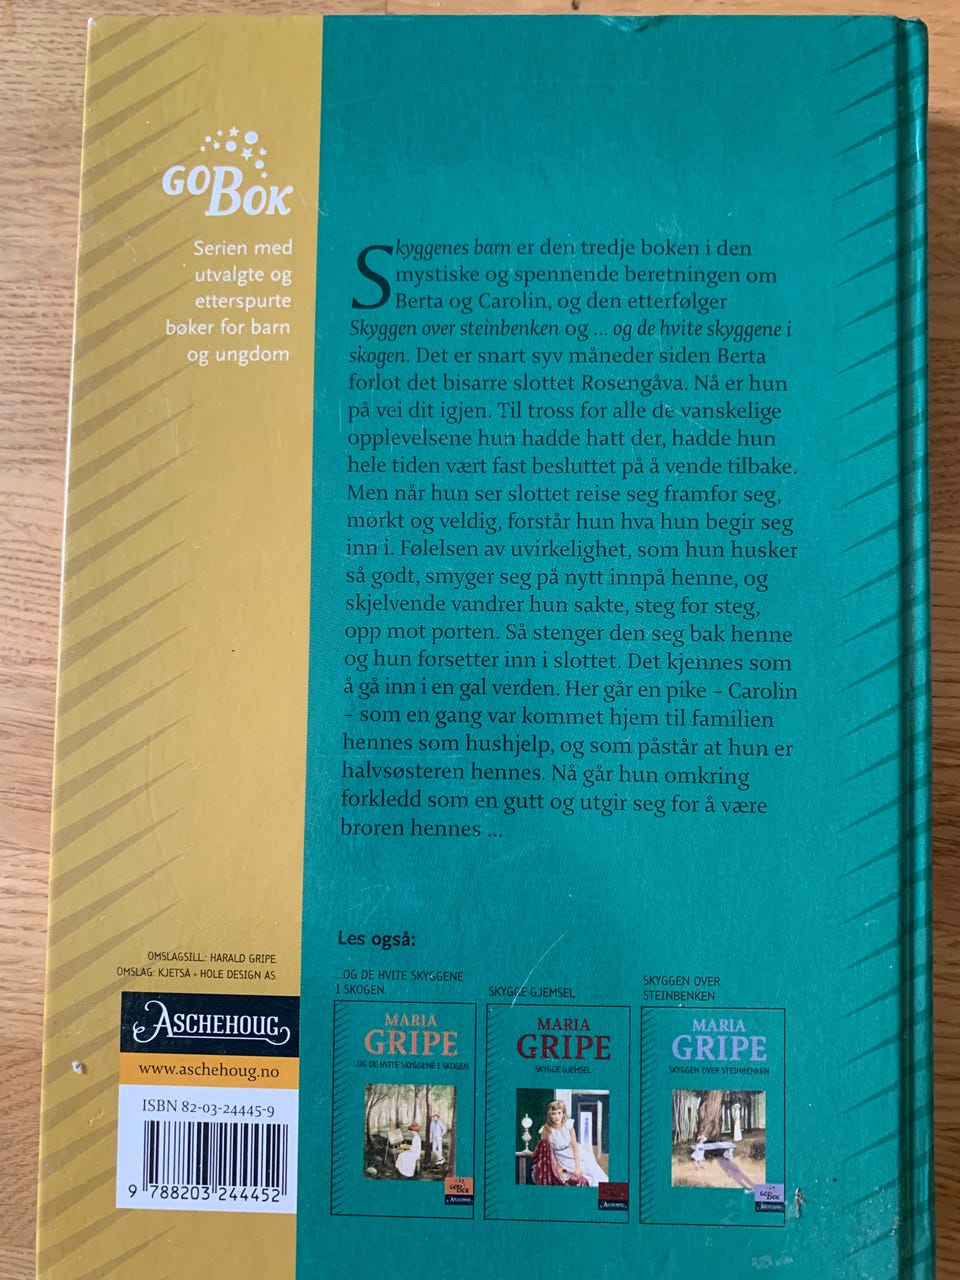 GOBOK
Serien med
utvalgte og
etterspurte
bøker for barn
og ungdom
Skyggenes barn er den tredje boken i den
mystiske og spennende beretningen om
Berta og Carolin, og den etterfølger
Skyggen over steinbenken og ... og de hvite skyggene i
skogen. Det er snart syv måneder siden Berta
forlot det bisarre slottet Rosengåva. Nå er hun
på vei dit igjen. Til tross for alle de vanskelige
opplevelsene hun hadde hatt der, hadde hun
hele tiden vært fast besluttet på å vende tilbake.
Men når hun ser slottet reise seg framfor seg,
mørkt og veldig, forstår hun hva hun begir seg
inn i. Følelsen av uvirkelighet, som hun husker
så godt, smyger seg på nytt innpå henne, og
skjelvende vandrer hun sakte, steg for steg,
opp mot porten. Så stenger den seg bak henne
og hun forsetter inn i slottet. Det kjennes som
å gå inn i en gal verden. Her går en pike – Carolin
– som en gang var kommet hjem til familien
hennes som hushjelp, og som påstår at hun er
halvsøsteren hennes. Nå går hun omkring
forkledd som en gutt og utgir seg for å være
broren hennes ...
Les også:
...OG DE HVITE SKYGGENE
I SKOGEN
MARIA
GRIPE
...OG DE HVITE SKYGGENE I SKOGEN
GOBOK
ASCHEHOUG
SKYGGE GJEMSEL
MARIA
GRIPE
SKYGGE GJEMSEL
ASCHEHOUG
SKYGGEN OVER
STEINBENKEN
MARIA
GRIPE
SKYGGEN OVER STEINBENKEN
GOBOK
ASCHEHOUG
OMSLAGSILL.: HARALD GRIPE
OMSLAG: KJETSÅ + HOLE DESIGN AS
ASCHEHOUG
www.aschehoug.no
ISBN 82-03-24445-9
9 788203 244452